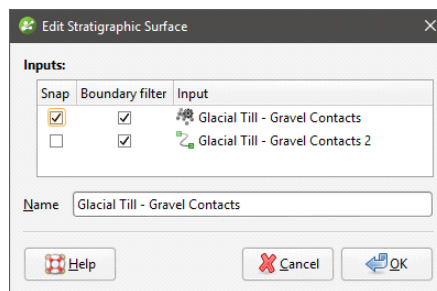 Edit Stratigraphic Surface
Inputs:
Snap Boundary filter Input
Glacial Till - Gravel Contacts
Glacial Till - Gravel Contacts 2
Name Glacial Till - Gravel Contacts
Help Cancel OK